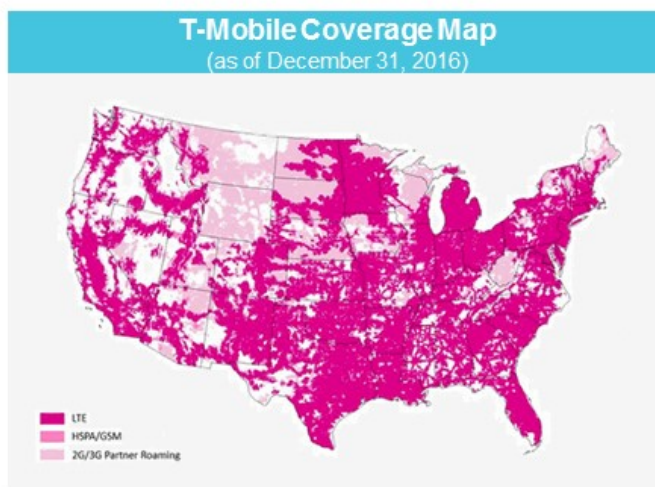 T-Mobile Coverage Map
(as of December 31, 2016)
LTE
HSPA/GSM
2G/3G Partner Roaming